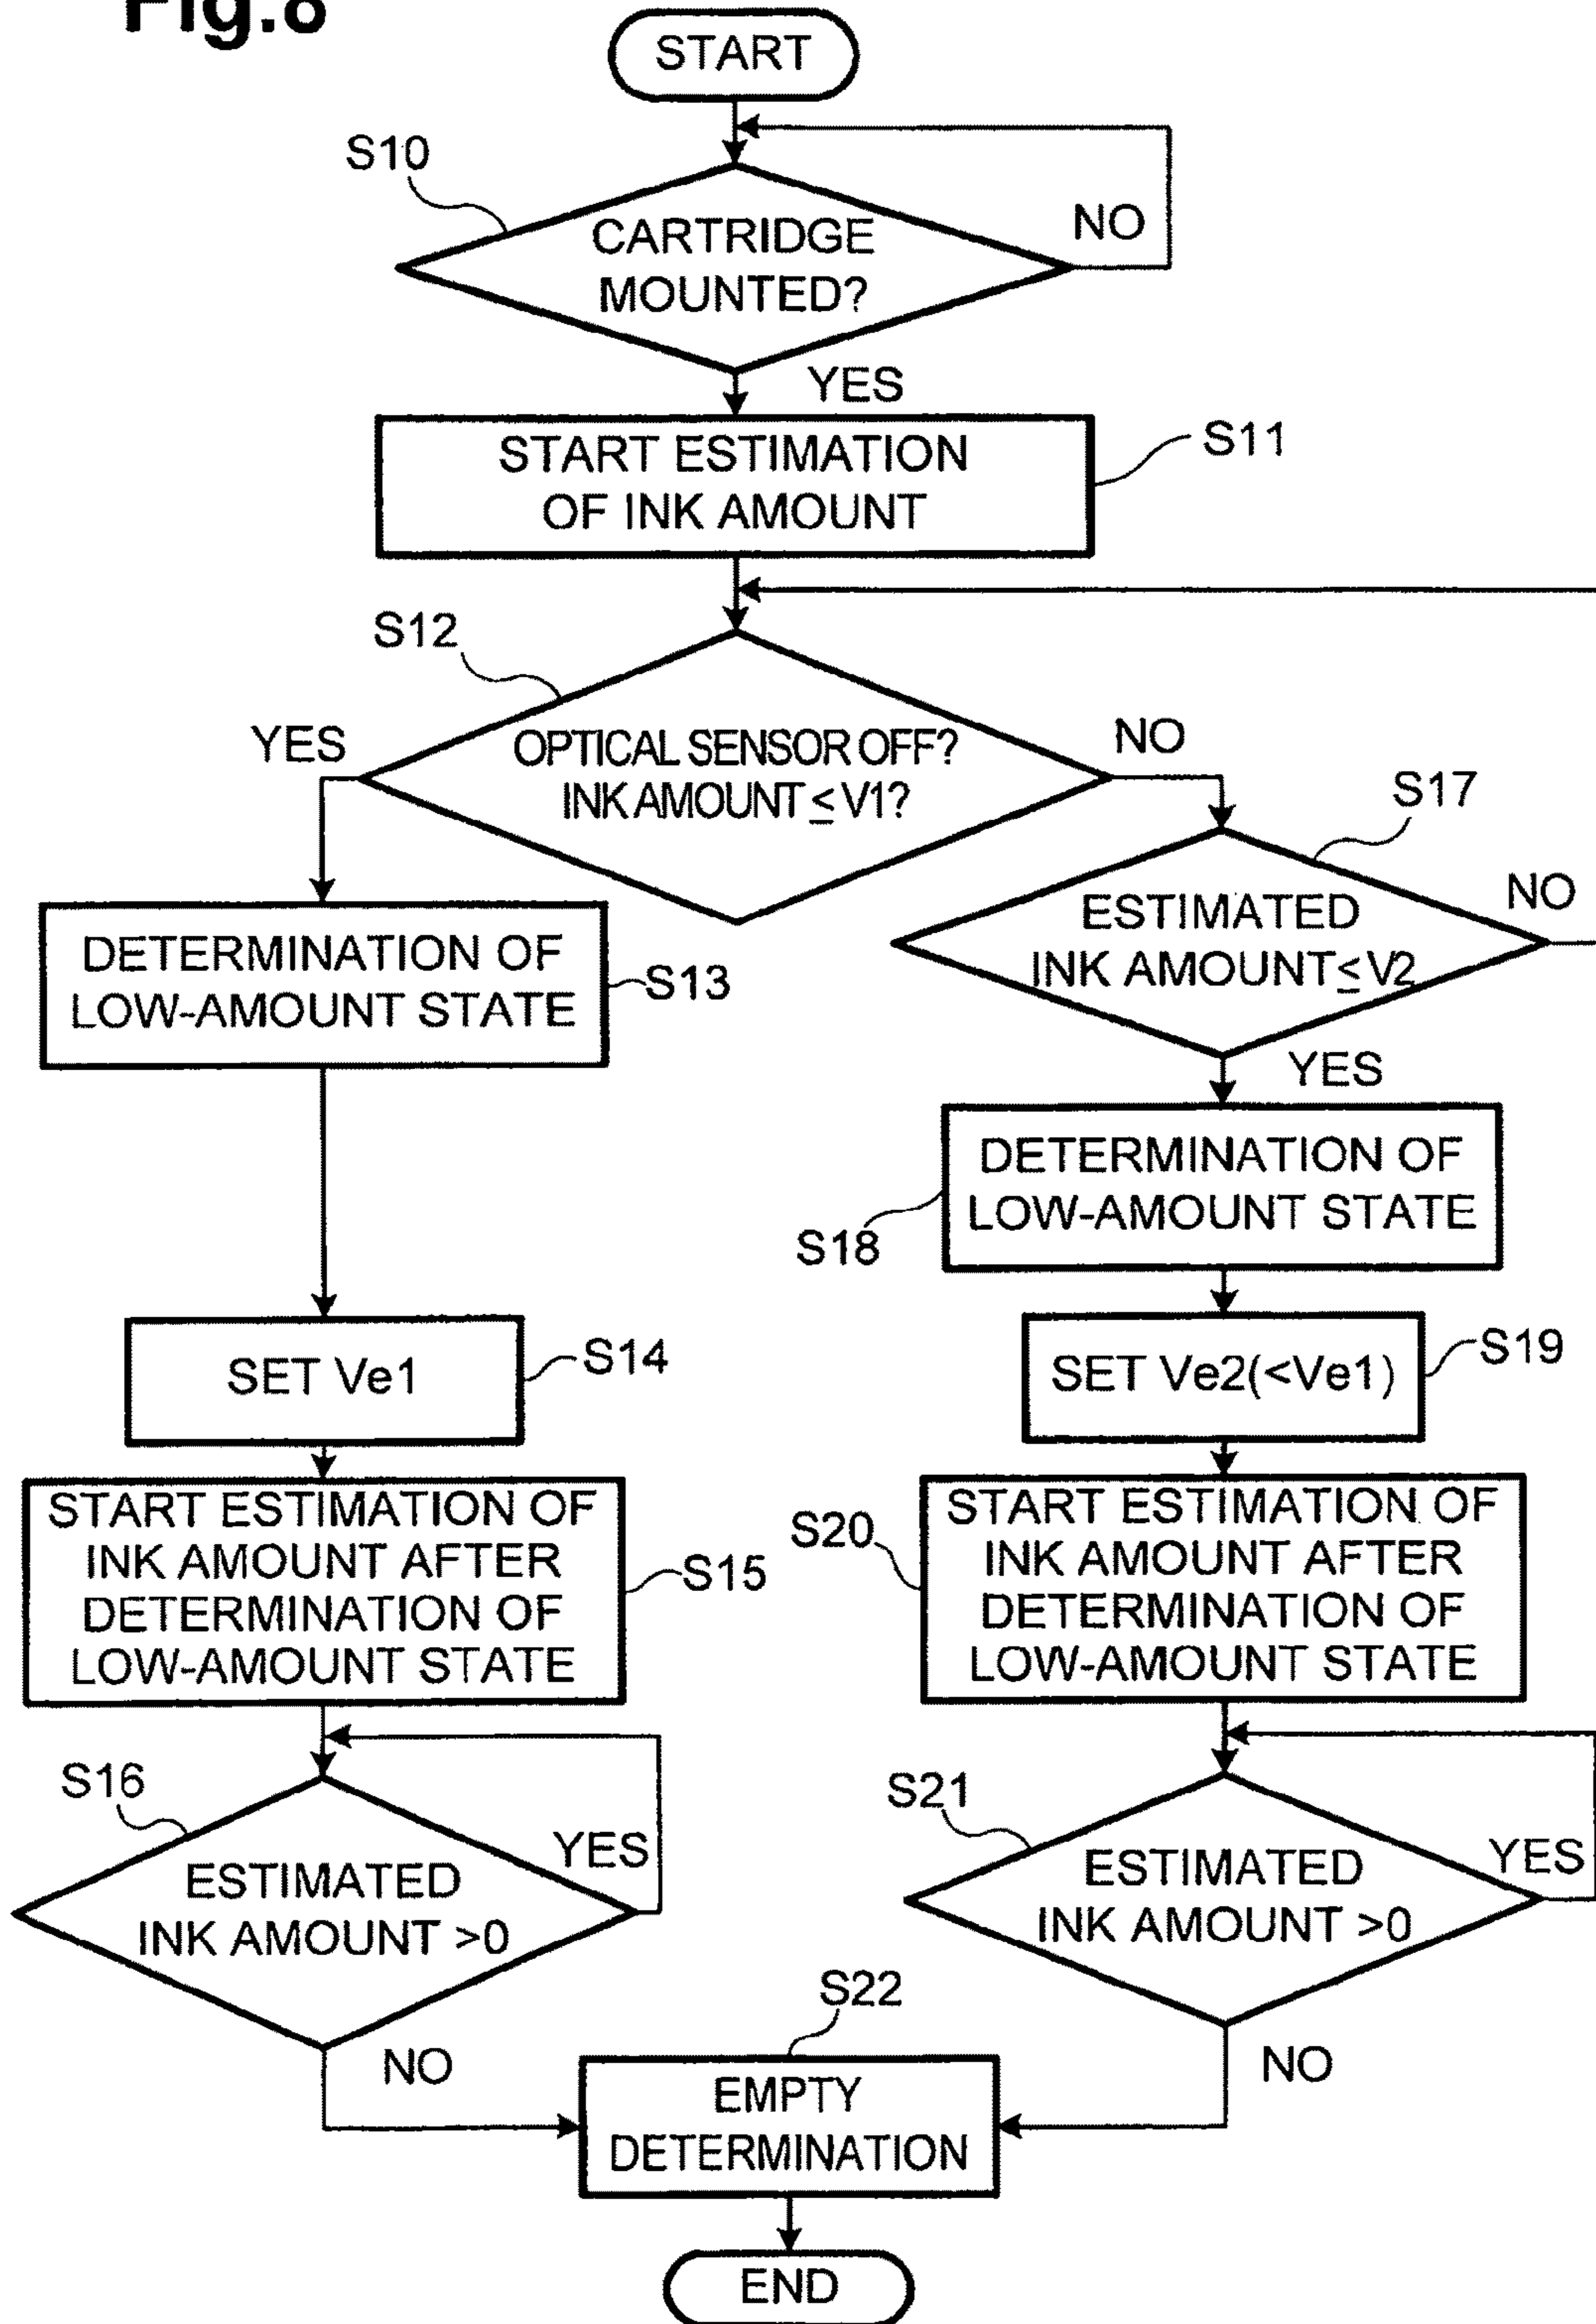 Fig.8
START
S10
CARTRIDGE
MOUNTED?
NO
YES
START ESTIMATION
OF INK AMOUNT
S11
S12
YES
OPTICAL SENSOR OFF?
INK AMOUNT ≤ V1?
NO
S17
ESTIMATED
INK AMOUNT ≤ V2
NO
YES
DETERMINATION OF
LOW-AMOUNT STATE
S13
DETERMINATION OF
LOW-AMOUNT STATE
S18
SET Ve1
S14
SET Ve2(<Ve1)
S19
START ESTIMATION OF
INK AMOUNT AFTER
DETERMINATION OF
LOW-AMOUNT STATE
S15
S20
START ESTIMATION OF
INK AMOUNT AFTER
DETERMINATION OF
LOW-AMOUNT STATE
S16
YES
ESTIMATED
INK AMOUNT >0
NO
S21
YES
ESTIMATED
INK AMOUNT >0
NO
S22
EMPTY
DETERMINATION
END